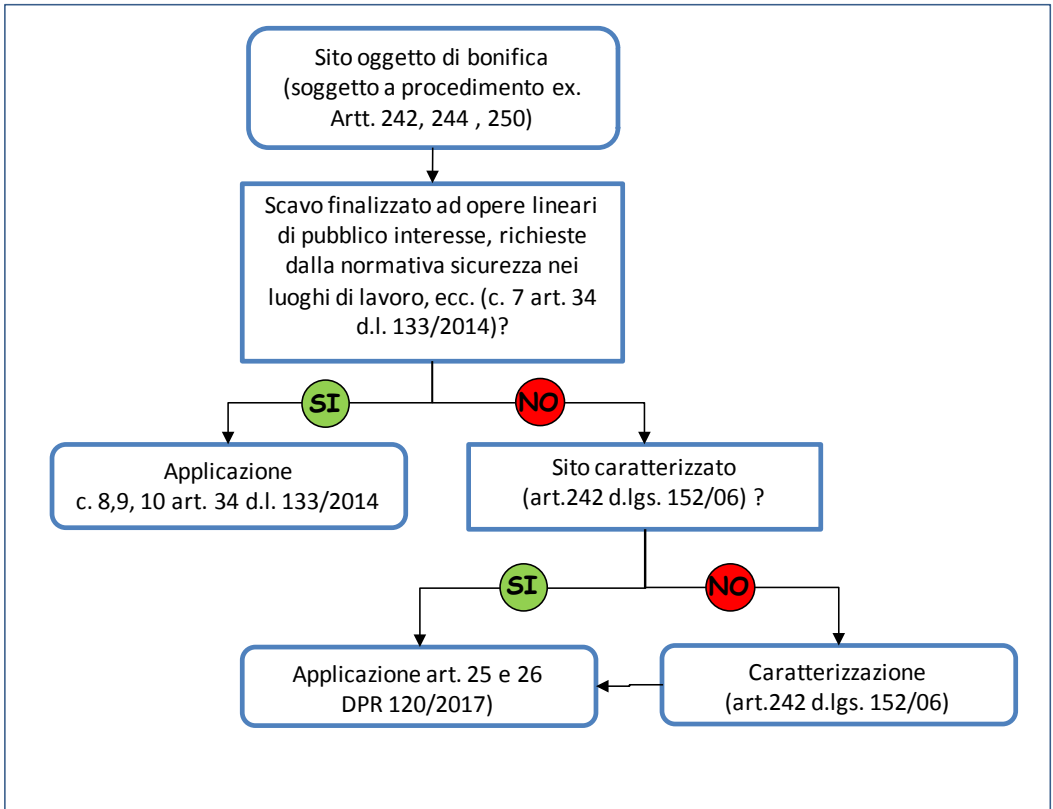 Sito oggetto di bonifica
(soggetto a procedimento ex.
Artt. 242, 244 , 250)
Scavo finalizzato ad opere lineari
di pubblico interesse, richieste
dalla normativa sicurezza nei
luoghi di lavoro, ecc. (c. 7 art. 34
d.l. 133/2014)?
SI
NO
Applicazione
c. 8,9, 10 art. 34 d.l. 133/2014
Sito caratterizzato
(art.242 d.lgs. 152/06) ?
SI
NO
Applicazione art. 25 e 26
DPR 120/2017)
Caratterizzazione
(art.242 d.lgs. 152/06)